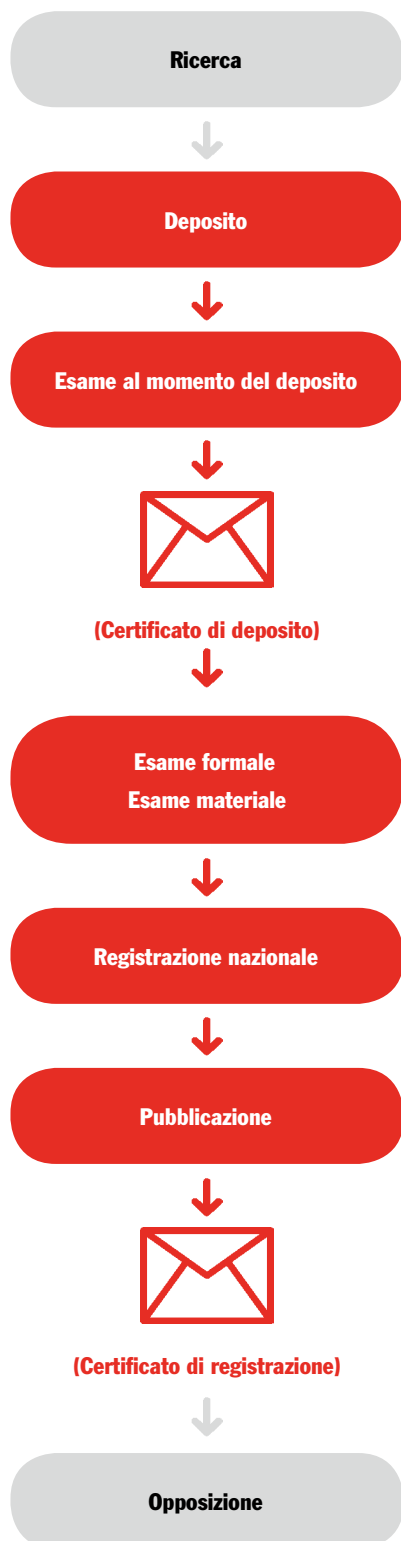 Ricerca
Deposito
Esame al momento del deposito
(Certificato di deposito)
Esame formale
Esame materiale
Registrazione nazionale
Pubblicazione
(Certificato di registrazione)
Opposizione